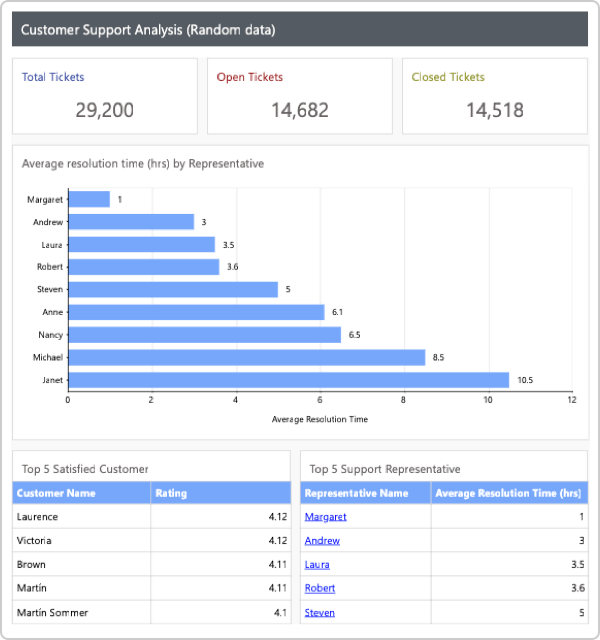 Customer Support Analysis (Random data)
Total Tickets
29,200
Open Tickets
14,682
Closed Tickets
14,518
Average resolution time (hrs) by Representative
Margaret 1
Andrew 3
Laura 3.5
Robert 3.6
Steven 5
Anne 6.1
Nancy 6.5
Michael 8.5
Janet 10.5
0 2 4 6 8 10 12
Average Resolution Time
Top 5 Satisfied Customer
Customer Name Rating
Laurence 4.12
Victoria 4.12
Brown 4.11
Martín 4.11
Martín Sommer 4.1
Top 5 Support Representative
Representative Name Average Resolution Time (hrs)
Margaret 1
Andrew 3
Laura 3.5
Robert 3.6
Steven 5